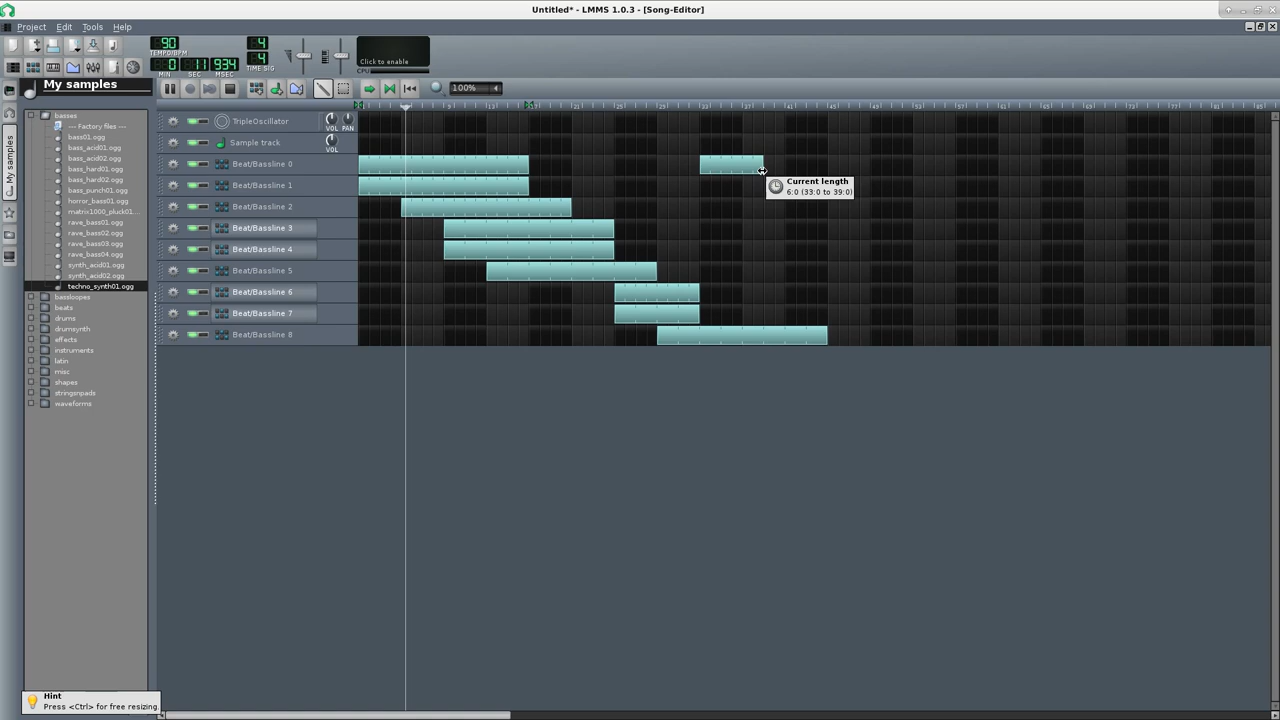 Untitled* - LMMS 1.0.3 - [Song-Editor]
Project Edit Tools Help
90
TEMPO/BPM
4
4
TIME SIG
0 11 934
MIN SEC MSEC
Click to enable
CPU
My samples
100%
My samples
basses
--- Factory files ---
bass01.ogg
bass_acid01.ogg
bass_acid02.ogg
bass_hard01.ogg
bass_hard02.ogg
bass_punch01.ogg
horror_bass01.ogg
matrix1000_pluck01...
rave_bass01.ogg
rave_bass02.ogg
rave_bass03.ogg
rave_bass04.ogg
synth_acid01.ogg
synth_acid02.ogg
techno_synth01.ogg
bassloopes
beats
drums
drumsynth
effects
instruments
latin
misc
shapes
stringsnpads
waveforms
TripleOscillator
VOL PAN
Sample track
VOL
Beat/Bassline 0
Beat/Bassline 1
Beat/Bassline 2
Beat/Bassline 3
Beat/Bassline 4
Beat/Bassline 5
Beat/Bassline 6
Beat/Bassline 7
Beat/Bassline 8
Current length
6:0 (33:0 to 39:0)
Hint
Press <Ctrl> for free resizing.